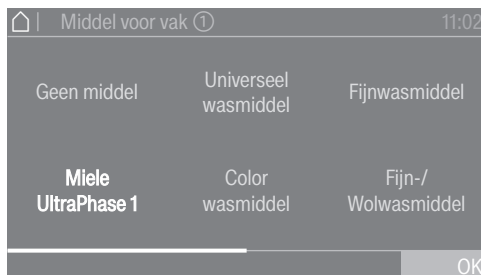 Middel voor vak ① 11:02
Geen middel
Universeel
wasmiddel
Fijnwasmiddel
Miele
UltraPhase 1
Color
wasmiddel
Fijn-/
Wolwasmiddel
OK